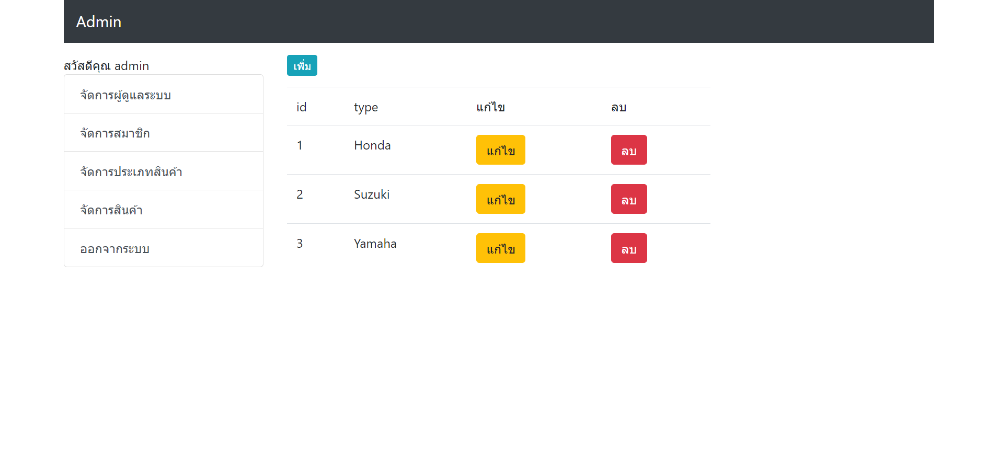 Admin
สวัสดีคุณ admin
จัดการผู้ดูแลระบบ
จัดการสมาชิก
จัดการประเภทสินค้า
จัดการสินค้า
ออกจากระบบ
เพิ่ม
id type แก้ไข ลบ
1 Honda แก้ไข ลบ
2 Suzuki แก้ไข ลบ
3 Yamaha แก้ไข ลบ